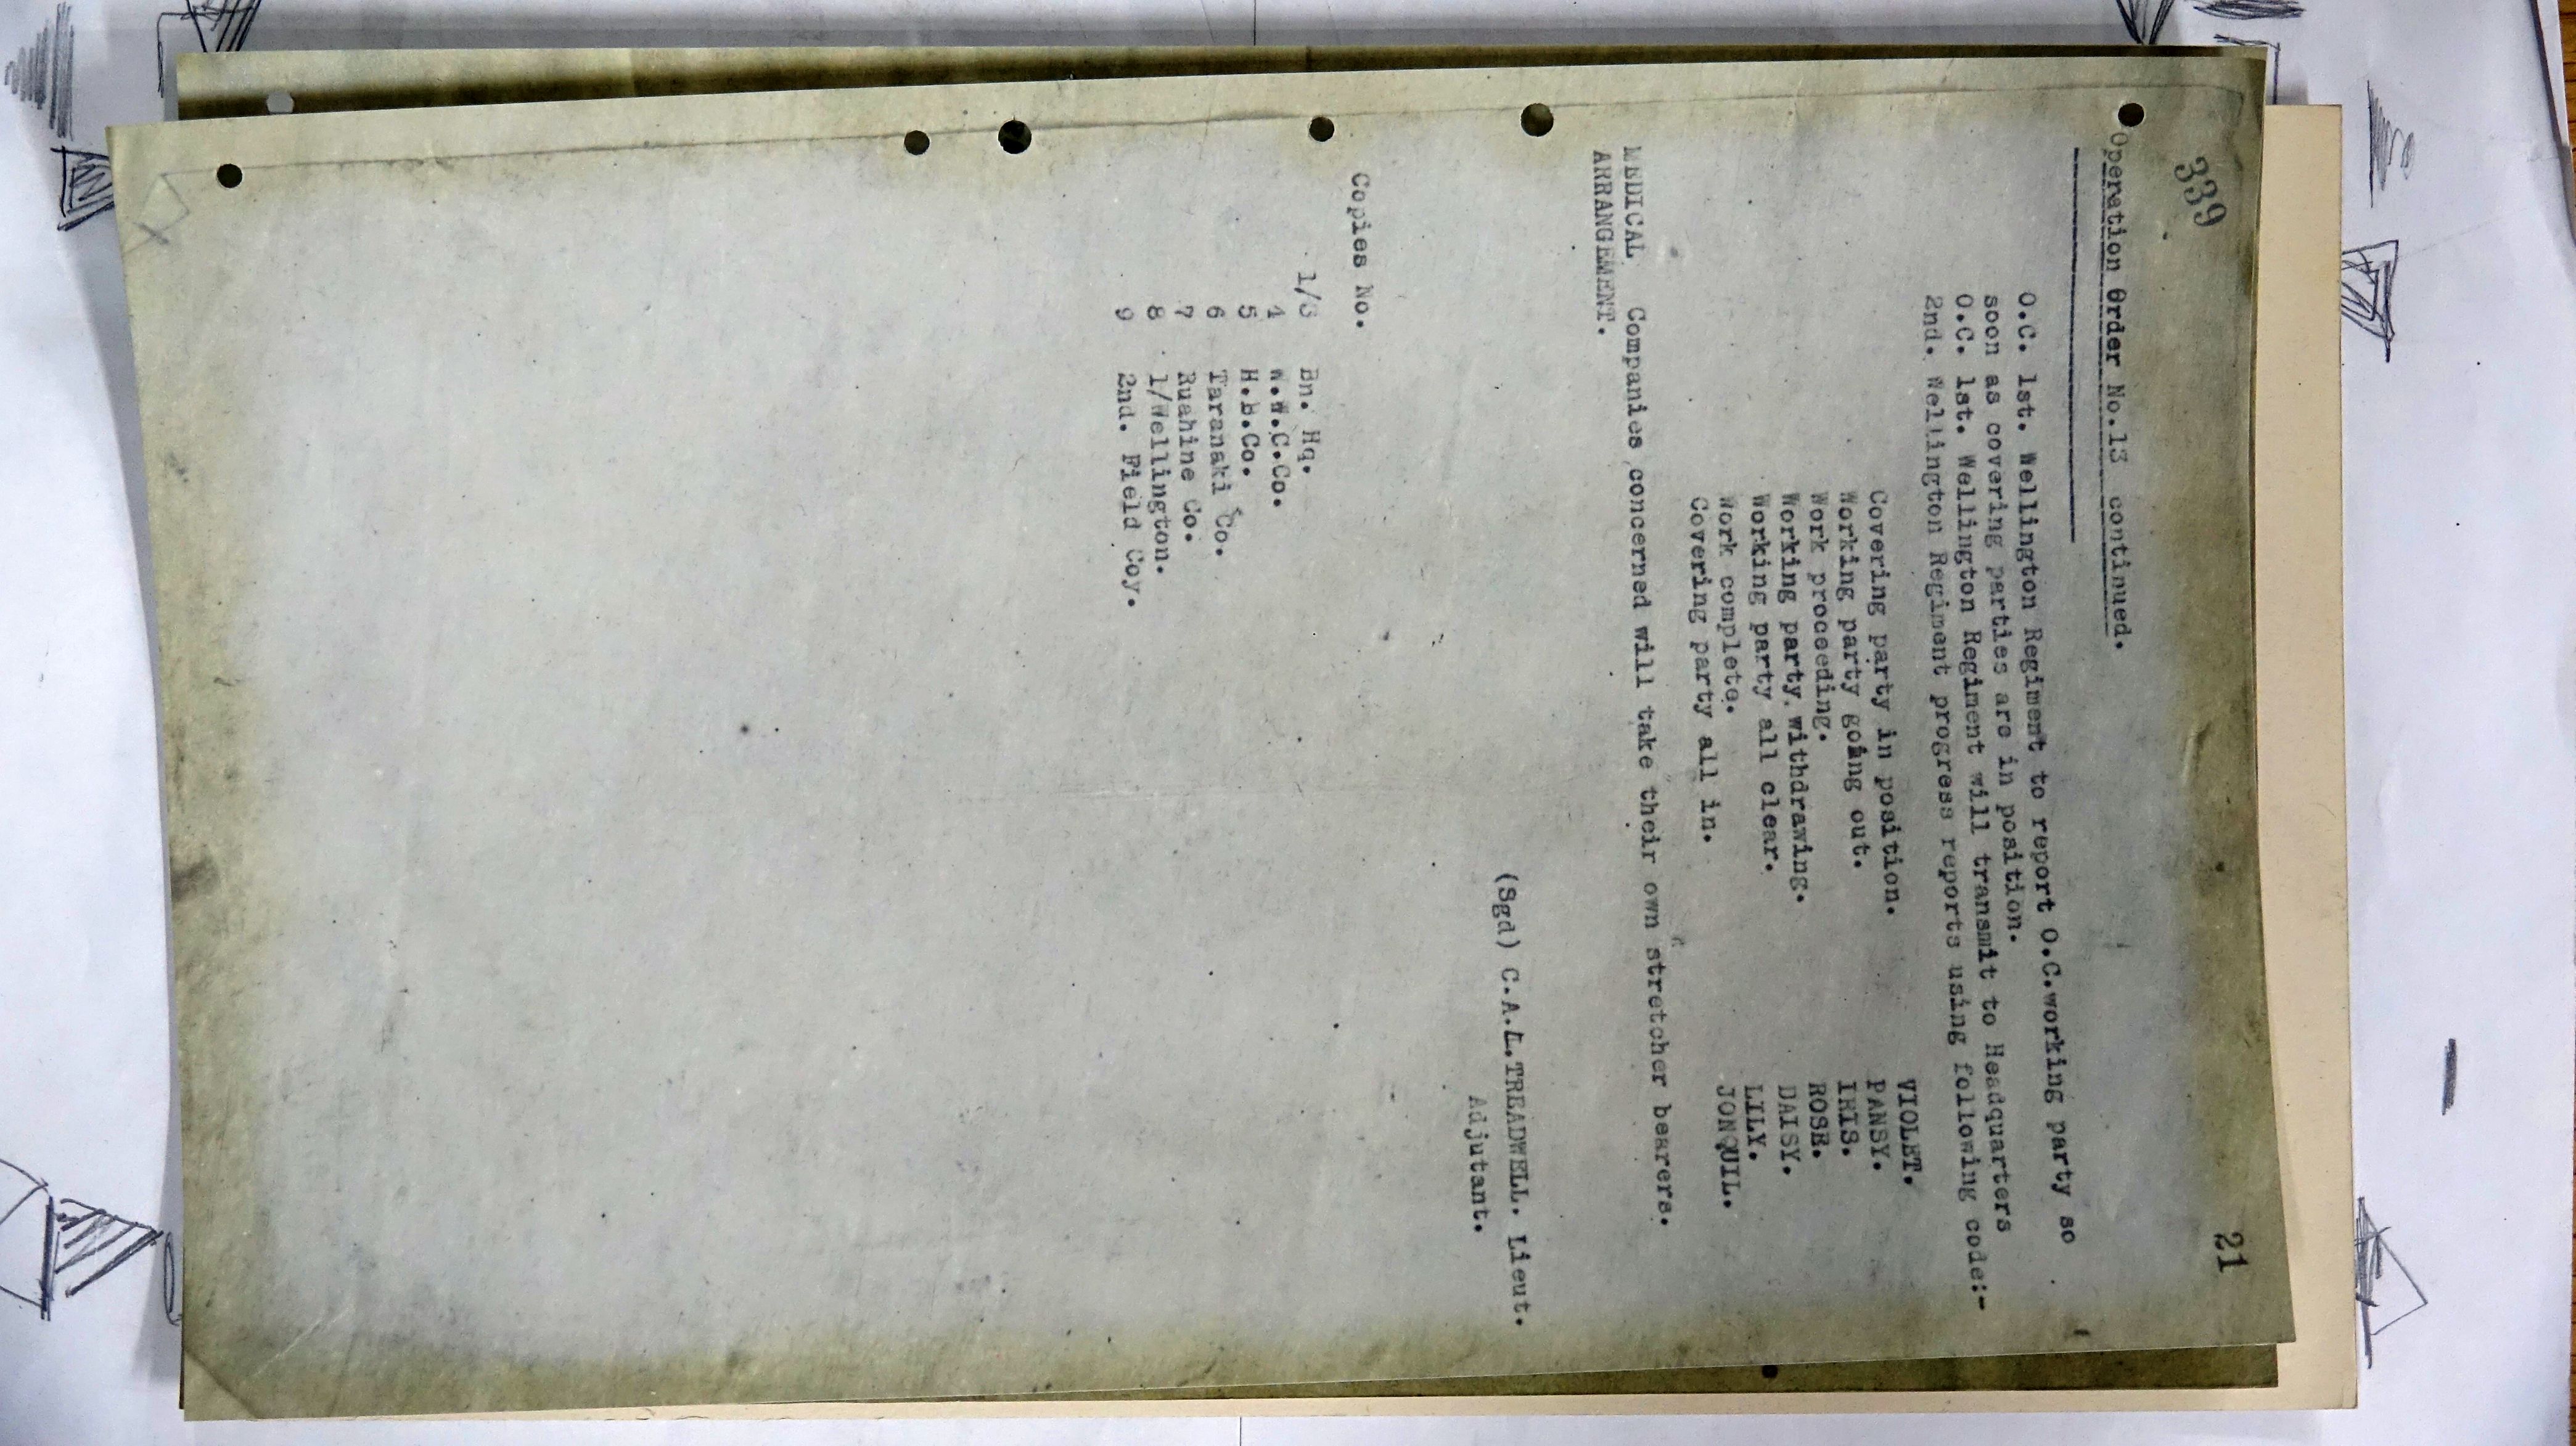 339
21
Operation Order No.13 continued.
O.C. 1st. Wellington Regiment to report O.C.working party so
soon as covering parties are in position.
O.C. 1st. Wellington Regiment will transmit to Headquarters
2nd. Wellington Regiment progress reports using following code:-
Covering party in position. VIOLET.
Working party going out. PANSY.
Work proceeding. IRIS.
Working party withdrawing. ROSE.
Working party all clear. DAISY.
Work complete. LILY.
Covering party all in. JONQUIL.
MEDICAL Companies concerned will take their own stretcher bearers.
ARRANGEMENT.
(Sgd) C.A.L.TREADWELL. Lieut.
Adjutant.
Copies No.
1/3 Bn. Hq.
4 W.W.C.Co.
5 H.B.Co.
6 Taranaki Co.
7 Ruahine Co.
8 1/Wellington.
9 2nd. Field Coy.